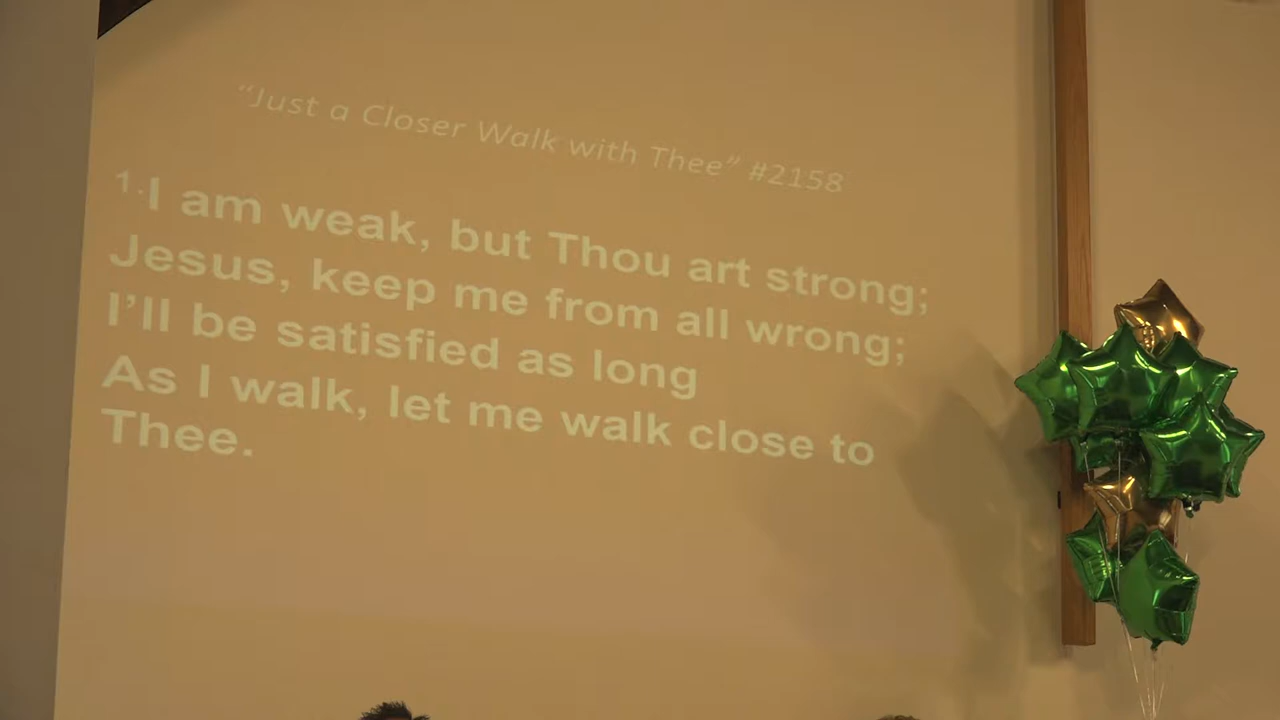 “Just a Closer Walk with Thee” #2158
1.I am weak, but Thou art strong;
Jesus, keep me from all wrong;
I’ll be satisfied as long
As I walk, let me walk close to
Thee.